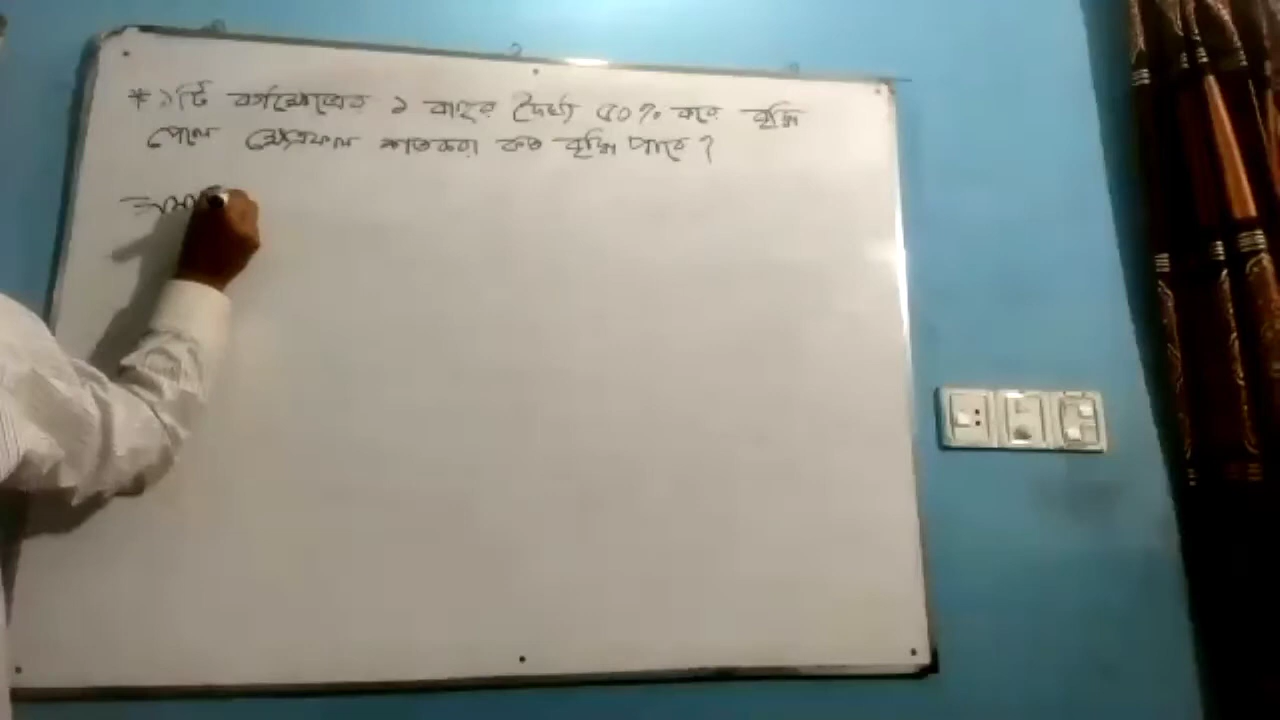 * ১টি বর্গক্ষেত্রের ১ বাহুর দৈর্ঘ্য ৫০% করে বৃদ্ধি
পেলে ক্ষেত্রফল শতকরা কত বৃদ্ধি পাবে ?